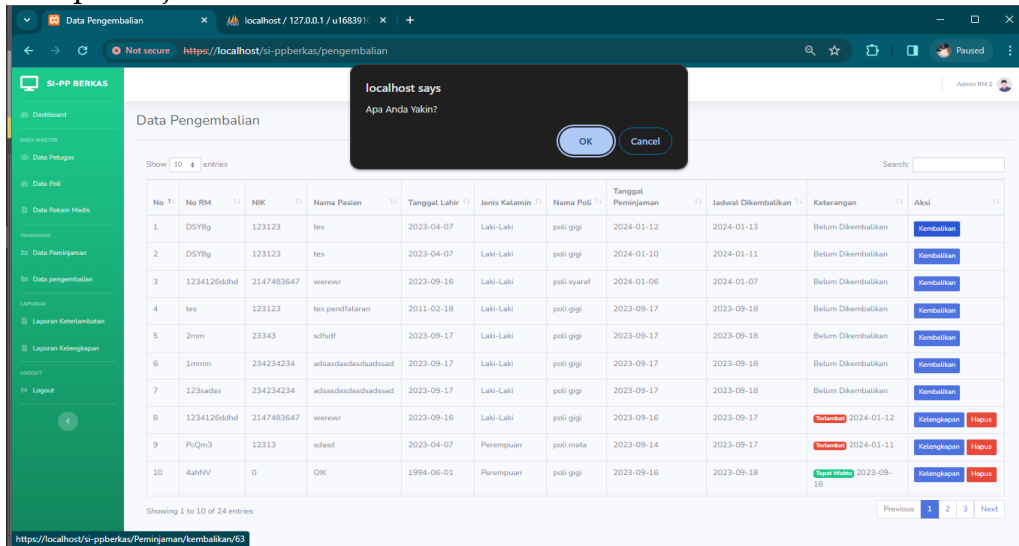 Data Pengembalian
localhost / 127.0.0.1 / u168391
Not secure https://localhost/si-ppberkas/pengembalian
Paused
SI-PP BERKAS
localhost says
Apa Anda Yakin?
OK Cancel
Admin RM 2
Dashboard
DATA MASTER
Data Petugas
Data Poli
Data Rekam Medis
TRANSAKSI
Data Peminjaman
Data pengembalian
LAPORAN
Laporan Keterlambatan
Laporan Kelengkapan
LOGOUT
Logout
Data Pengembalian
Show 10 entries
Search:
No No RM NIK Nama Pasien Tanggal Lahir Jenis Kelamin Nama Poli Tanggal Peminjaman Jadwal Dikembalikan Keterangan Aksi
1 DSYBg 123123 tes 2023-04-07 Laki-Laki poli gigi 2024-01-12 2024-01-13 Belum Dikembalikan Kembalikan
2 DSYBg 123123 tes 2023-04-07 Laki-Laki poli gigi 2024-01-10 2024-01-11 Belum Dikembalikan Kembalikan
3 1234126ddhd 2147483647 werewr 2023-09-16 Laki-Laki poli syaraf 2024-01-06 2024-01-07 Belum Dikembalikan Kembalikan
4 tes 123123 tes pendfataran 2011-02-18 Laki-Laki poli gigi 2023-09-17 2023-09-18 Belum Dikembalikan Kembalikan
5 2mm 23343 sdfsdf 2023-09-17 Laki-Laki poli gigi 2023-09-17 2023-09-18 Belum Dikembalikan Kembalikan
6 1mmm 234234234 adsasdasdsadssad 2023-09-17 Laki-Laki poli gigi 2023-09-17 2023-09-18 Belum Dikembalikan Kembalikan
7 123sadas 234234234 adsasdasdsadssad 2023-09-17 Laki-Laki poli gigi 2023-09-17 2023-09-18 Belum Dikembalikan Kembalikan
8 1234126ddhd 2147483647 werewr 2023-09-16 Laki-Laki poli gigi 2023-09-16 2023-09-17 Terlambat 2024-01-12 Kelengkapan Hapus
9 PcQm3 12313 sdasd 2023-04-07 Perempuan poli mata 2023-09-14 2023-09-17 Terlambat 2024-01-11 Kelengkapan Hapus
10 4ahNV 0 OIK 1994-06-01 Perempuan poli gigi 2023-09-16 2023-09-18 Tepat Waktu 2023-09-16 Kelengkapan Hapus
Showing 1 to 10 of 24 entries
Previous 1 2 3 Next
https://localhost/si-ppberkas/Peminjaman/kembalikan/63